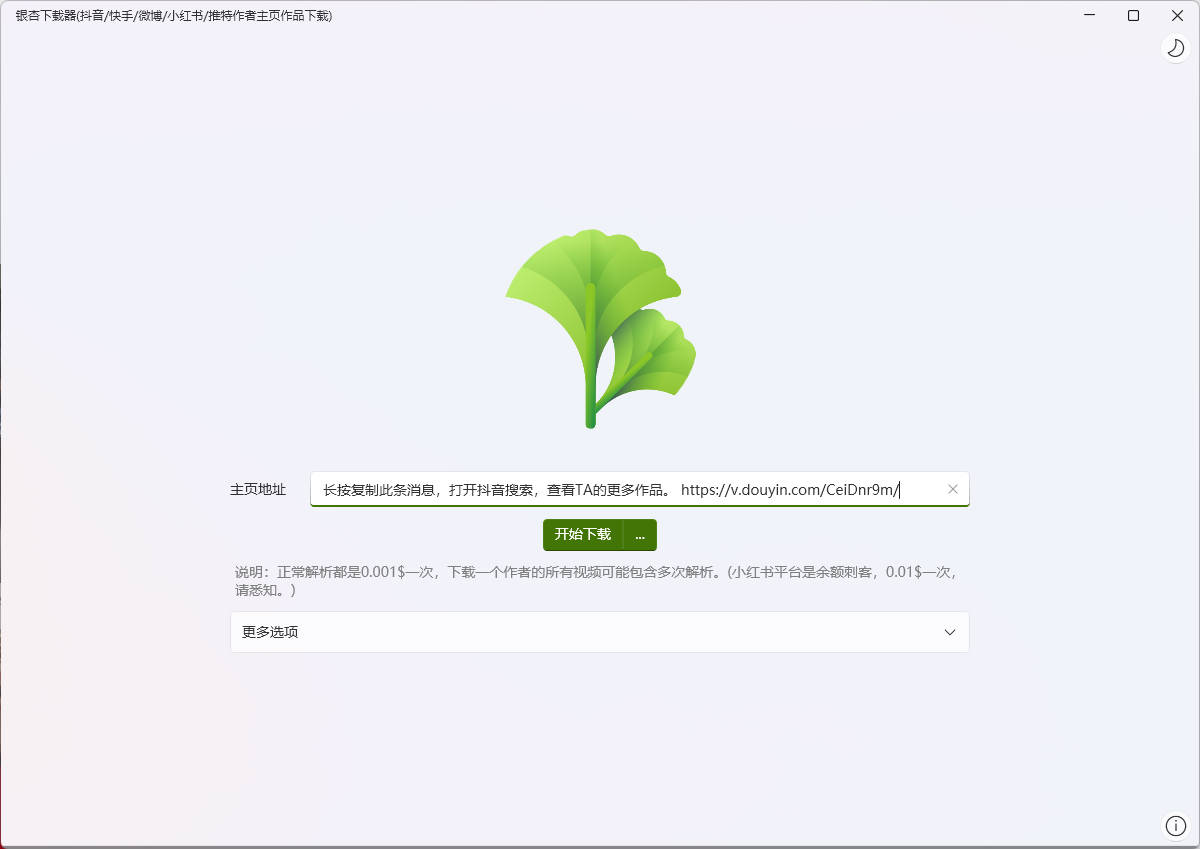 银杏下载器(抖音/快手/微博/小红书/推特作者主页作品下载)
主页地址
长按复制此条消息，打开抖音搜索，查看TA的更多作品。 https://v.douyin.com/CeiDnr9m/
开始下载
...
说明：正常解析都是0.001$一次，下载一个作者的所有视频可能包含多次解析。(小红书平台是余额刺客，0.01$一次，
请悉知。)
更多选项